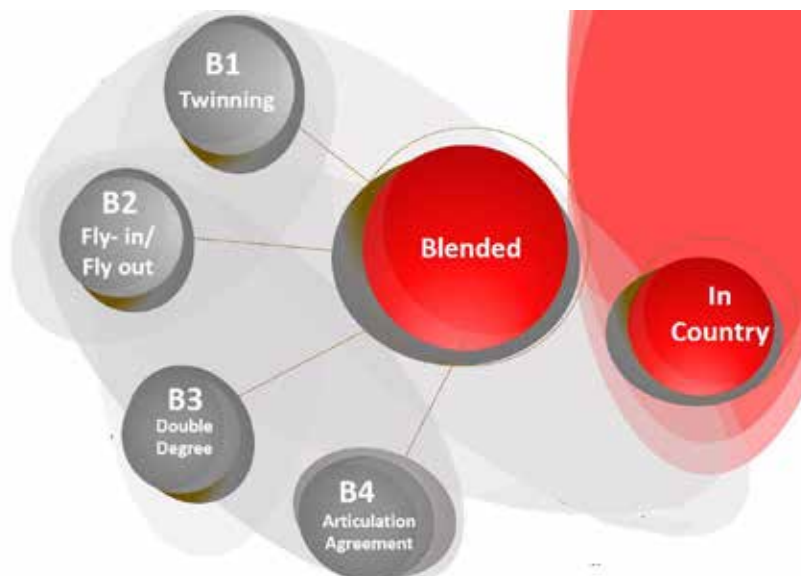 B1
Twinning
B2
Fly- in/
Fly out
Blended
In
Country
B3
Double
Degree
B4
Articulation
Agreement